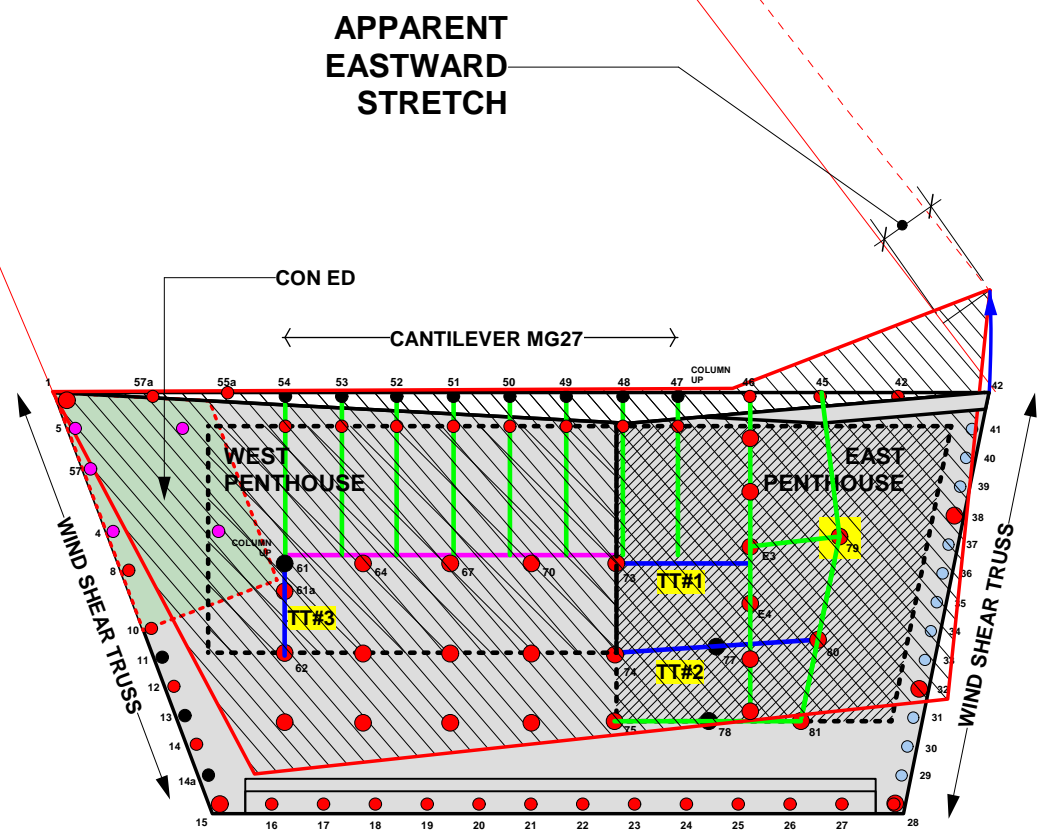 APPARENT
EASTWARD
STRETCH
CON ED
CANTILEVER MG27
COLUMN
UP
1
57a
55a
54
53
52
51
50
49
48
47
46
45
42
42
5
57
4
8
10
11
12
13
14
14a
15
WIND SHEAR TRUSS
WEST
PENTHOUSE
EAST
PENTHOUSE
COLUMN
UP
61
64
67
70
73
E3
79
61a
TT#3
TT#1
E4
62
74
77
80
TT#2
75
78
81
41
40
39
38
37
36
35
34
33
32
31
30
29
28
WIND SHEAR TRUSS
16
17
18
19
20
21
22
23
24
25
26
27